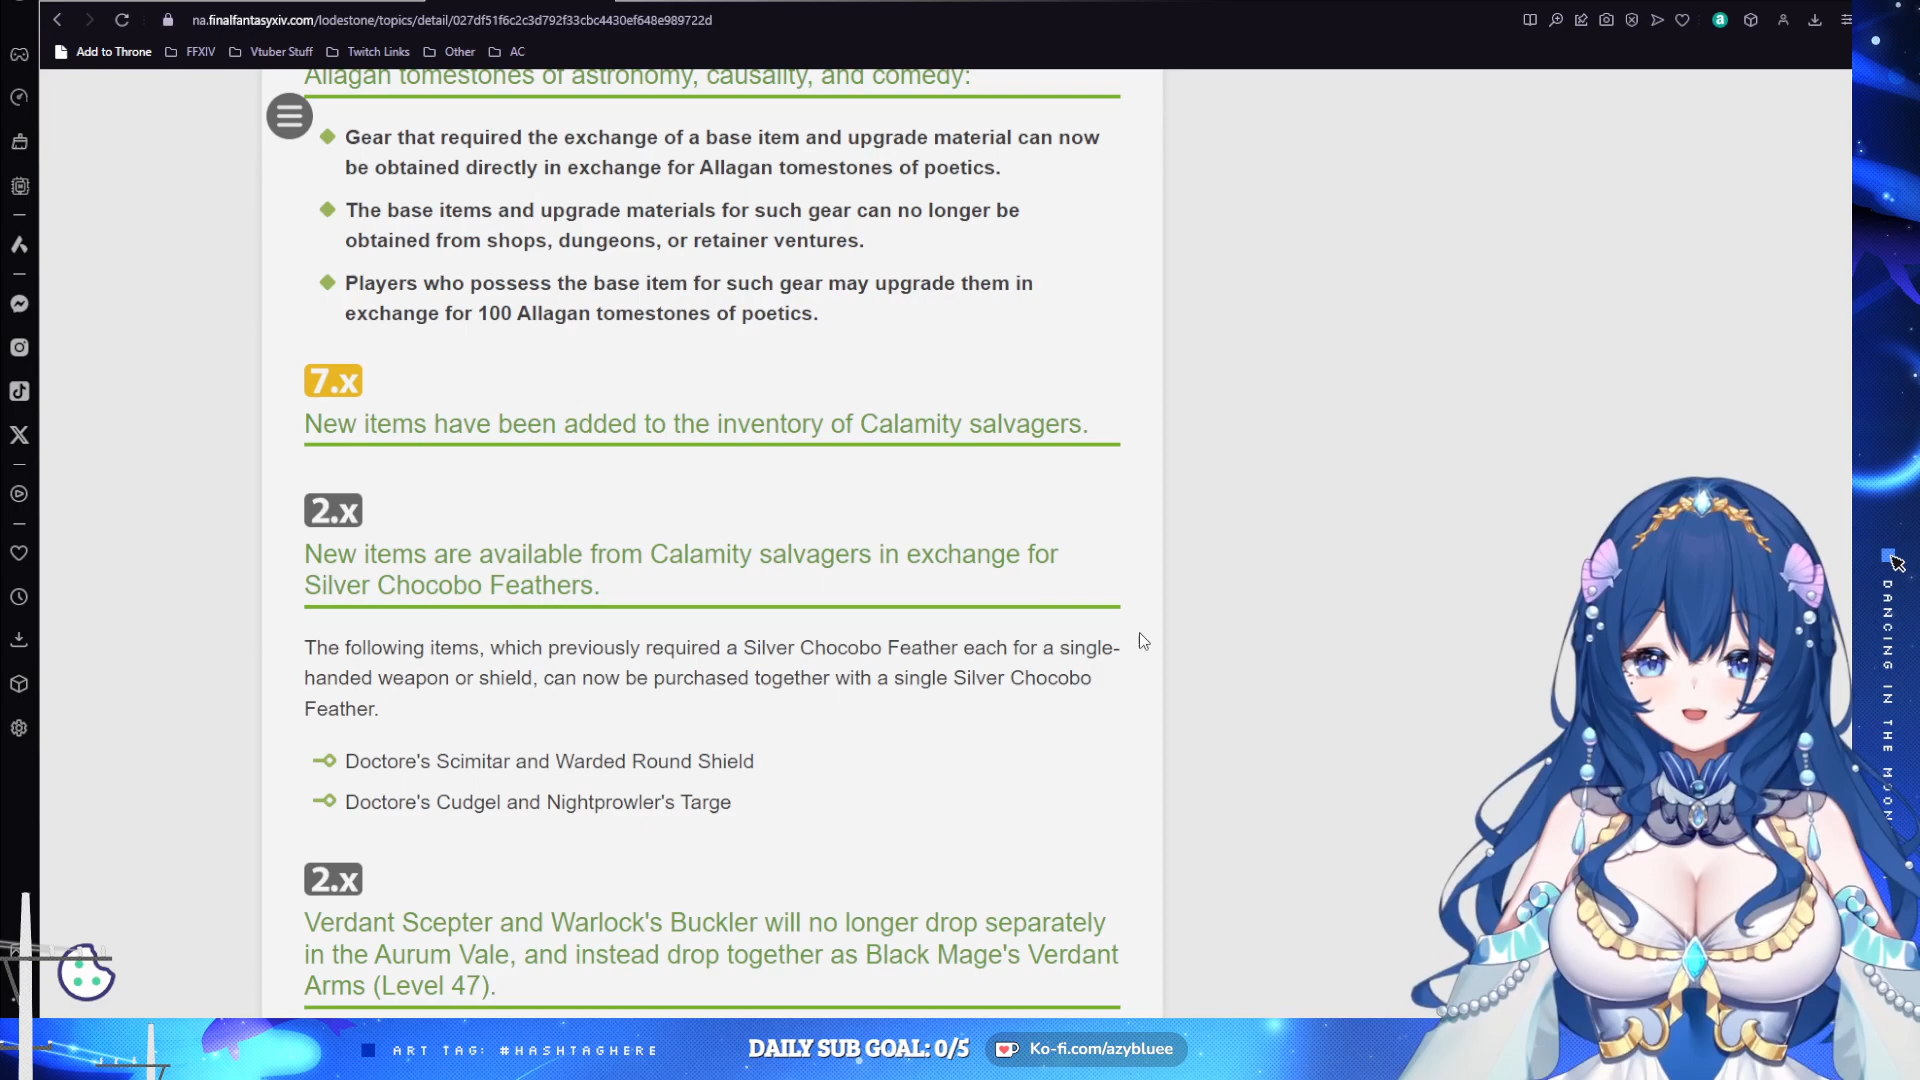 na.finalfantasyxiv.com/lodestone/topics/detail/027df51f6c2c3d792f33cbc4430ef648e989722d
Add to Throne FFXIV Vtuber Stuff Twitch Links Other AC
Allagan tomestones of astronomy, causality, and comedy:
Gear that required the exchange of a base item and upgrade material can now
be obtained directly in exchange for Allagan tomestones of poetics.
The base items and upgrade materials for such gear can no longer be
obtained from shops, dungeons, or retainer ventures.
Players who possess the base item for such gear may upgrade them in
exchange for 100 Allagan tomestones of poetics.
7.x
New items have been added to the inventory of Calamity salvagers.
2.x
New items are available from Calamity salvagers in exchange for
Silver Chocobo Feathers.
The following items, which previously required a Silver Chocobo Feather each for a single-
handed weapon or shield, can now be purchased together with a single Silver Chocobo
Feather.
Doctore's Scimitar and Warded Round Shield
Doctore's Cudgel and Nightprowler's Targe
2.x
Verdant Scepter and Warlock's Buckler will no longer drop separately
in the Aurum Vale, and instead drop together as Black Mage's Verdant
Arms (Level 47).
DANCING IN THE MOON
ART TAG: #HASHTAGHERE
DAILY SUB GOAL: 0/5
Ko-fi.com/azybluee